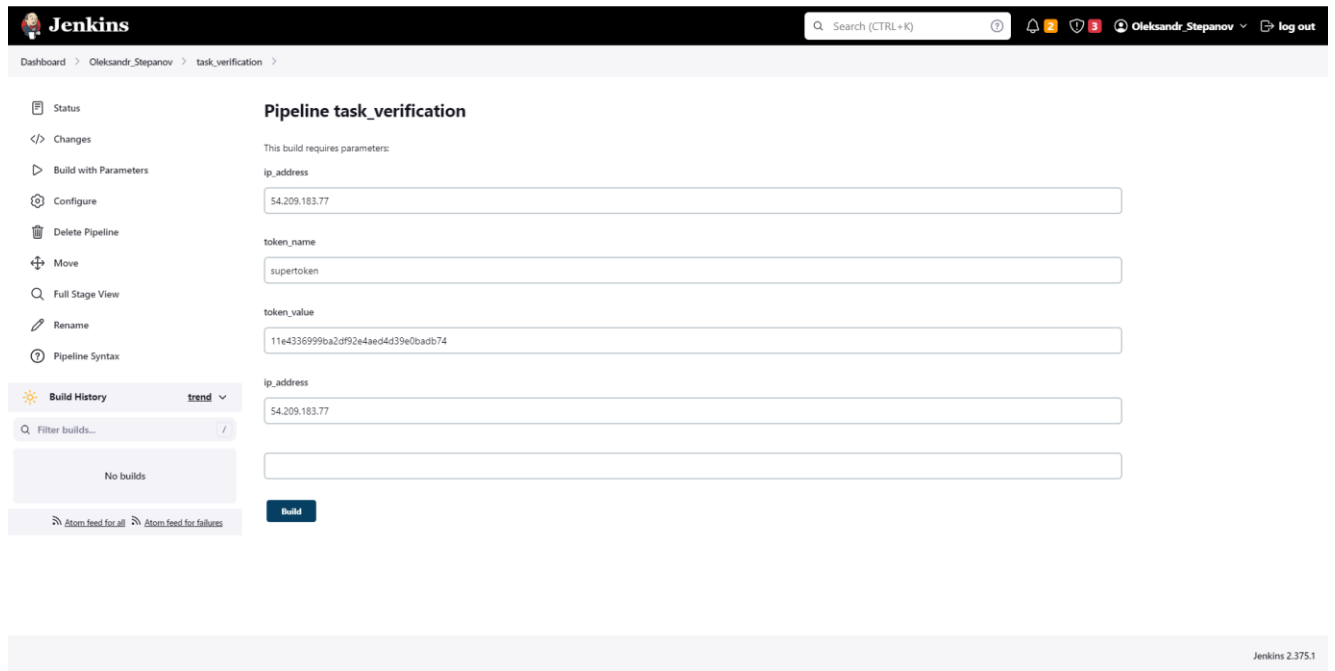 Jenkins
Search (CTRL+K)
2
3
Oleksandr_Stepanov
log out
Dashboard > Oleksandr_Stepanov > task_verification >
Status
Changes
Build with Parameters
Configure
Delete Pipeline
Move
Full Stage View
Rename
Pipeline Syntax
Build History
trend
Filter builds...
/
No builds
Atom feed for all
Atom feed for failures
Pipeline task_verification
This build requires parameters:
ip_address
54.209.183.77
token_name
supertoken
token_value
11e4336999ba2df92e4aed4d39e0badb74
ip_address
54.209.183.77
Build
Jenkins 2.375.1